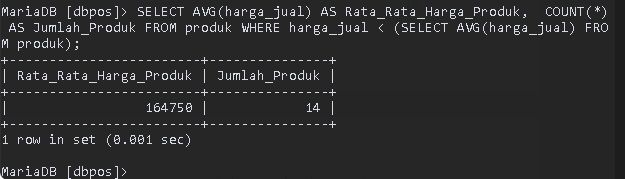 MariaDB [dbpos]> SELECT AVG(harga_jual) AS Rata_Rata_Harga_Produk,  COUNT(*)
 AS Jumlah_Produk FROM produk WHERE harga_jual < (SELECT AVG(harga_jual) FRO
M produk);
+------------------------+---------------+
| Rata_Rata_Harga_Produk | Jumlah_Produk |
+------------------------+---------------+
|                 164750 |            14 |
+------------------------+---------------+
1 row in set (0.001 sec)
MariaDB [dbpos]>